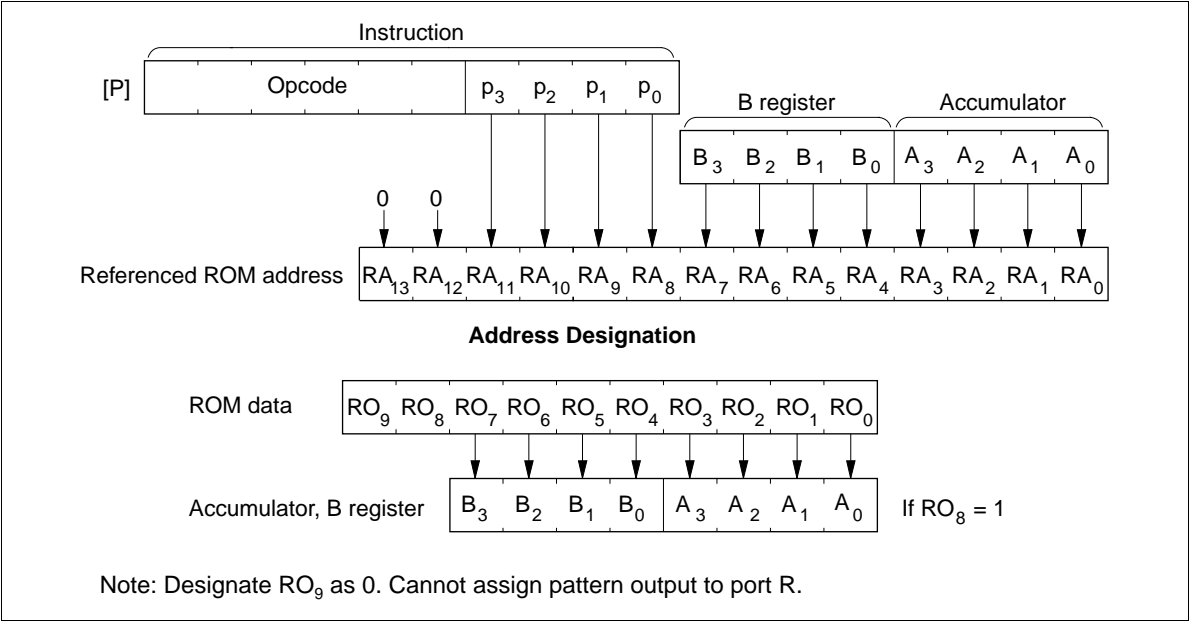 Instruction
[P] Opcode p3 p2 p1 p0
B register Accumulator
B3 B2 B1 B0 A3 A2 A1 A0
0 0
Referenced ROM address RA13 RA12 RA11 RA10 RA9 RA8 RA7 RA6 RA5 RA4 RA3 RA2 RA1 RA0
Address Designation
ROM data RO9 RO8 RO7 RO6 RO5 RO4 RO3 RO2 RO1 RO0
Accumulator, B register B3 B2 B1 B0 A3 A2 A1 A0 If RO8 = 1
Note: Designate RO9 as 0. Cannot assign pattern output to port R.